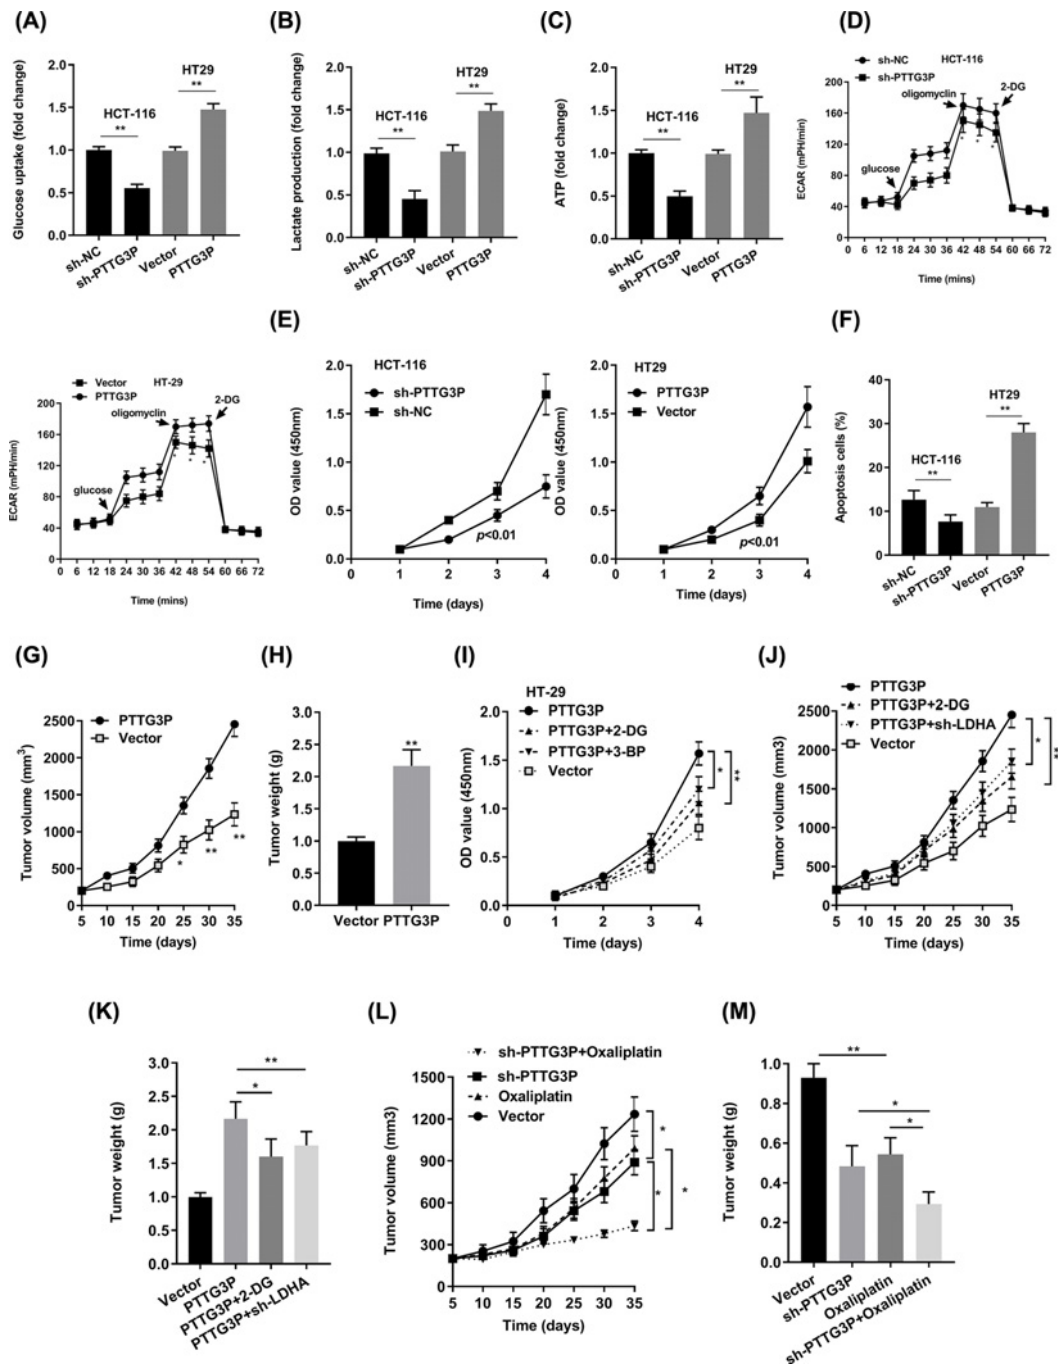 (A)
Glucose uptake (fold change)
2.0
1.5
1.0
0.5
0.0
HCT-116
**
HT29
**
sh-NC
sh-PTTG3P
Vector
PTTG3P
(B)
Lactate production (fold change)
2.0
1.5
1.0
0.5
0.0
HCT-116
**
HT29
**
sh-NC
sh-PTTG3P
Vector
PTTG3P
(C)
ATP (fold change)
2.0
1.5
1.0
0.5
0.0
HCT-116
**
HT29
**
sh-NC
sh-PTTG3P
Vector
PTTG3P
(D)
sh-NC
HCT-116
sh-PTTG3P
oligomyclin
2-DG
glucose
ECAR (mPH/min)
200
160
120
80
40
0
* * *
0 6 12 18 24 30 36 42 48 54 60 66 72
Time (mins)
Vector
HT-29
PTTG3P
oligomyclin
2-DG
glucose
ECAR (mPH/min)
200
160
120
80
40
0
* * *
0 6 12 18 24 30 36 42 48 54 60 66 72
Time (mins)
(E)
HCT-116
sh-PTTG3P
sh-NC
OD value (450nm)
2.0
1.5
1.0
0.5
0.0
p<0.01
0 1 2 3 4
Time (days)
HT29
PTTG3P
Vector
OD value (450nm)
2.0
1.5
1.0
0.5
0.0
p<0.01
0 1 2 3 4
Time (days)
(F)
Apoptosis cells (%)
40
30
20
10
0
HCT-116
**
HT29
**
sh-NC
sh-PTTG3P
Vector
PTTG3P
(G)
PTTG3P
Vector
Tumor volume (mm3)
2500
2000
1500
1000
500
0
* ** **
5 10 15 20 25 30 35
Time (days)
(H)
Tumor weight (g)
3.0
2.5
2.0
1.5
1.0
0.5
0.0
**
Vector PTTG3P
(I)
HT-29
PTTG3P
PTTG3P+2-DG
PTTG3P+3-BP
Vector
OD value (450nm)
2.0
1.5
1.0
0.5
0.0
*
**
0 1 2 3 4
Time (days)
(J)
PTTG3P
PTTG3P+2-DG
PTTG3P+sh-LDHA
Vector
Tumor volume (mm3)
2500
2000
1500
1000
500
0
*
**
5 10 15 20 25 30 35
Time (days)
(K)
Tumor weight (g)
3.0
2.5
2.0
1.5
1.0
0.5
0.0
**
*
Vector
PTTG3P
PTTG3P+2-DG
PTTG3P+sh-LDHA
(L)
sh-PTTG3P+Oxaliplatin
sh-PTTG3P
Oxaliplatin
Vector
Tumor volume (mm3)
1500
1200
900
600
300
0
*
*
*
5 10 15 20 25 30 35
Time (days)
(M)
Tumor weight (g)
1.0
0.8
0.6
0.4
0.2
0.0
**
*
*
Vector
sh-PTTG3P
Oxaliplatin
sh-PTTG3P+Oxaliplatin